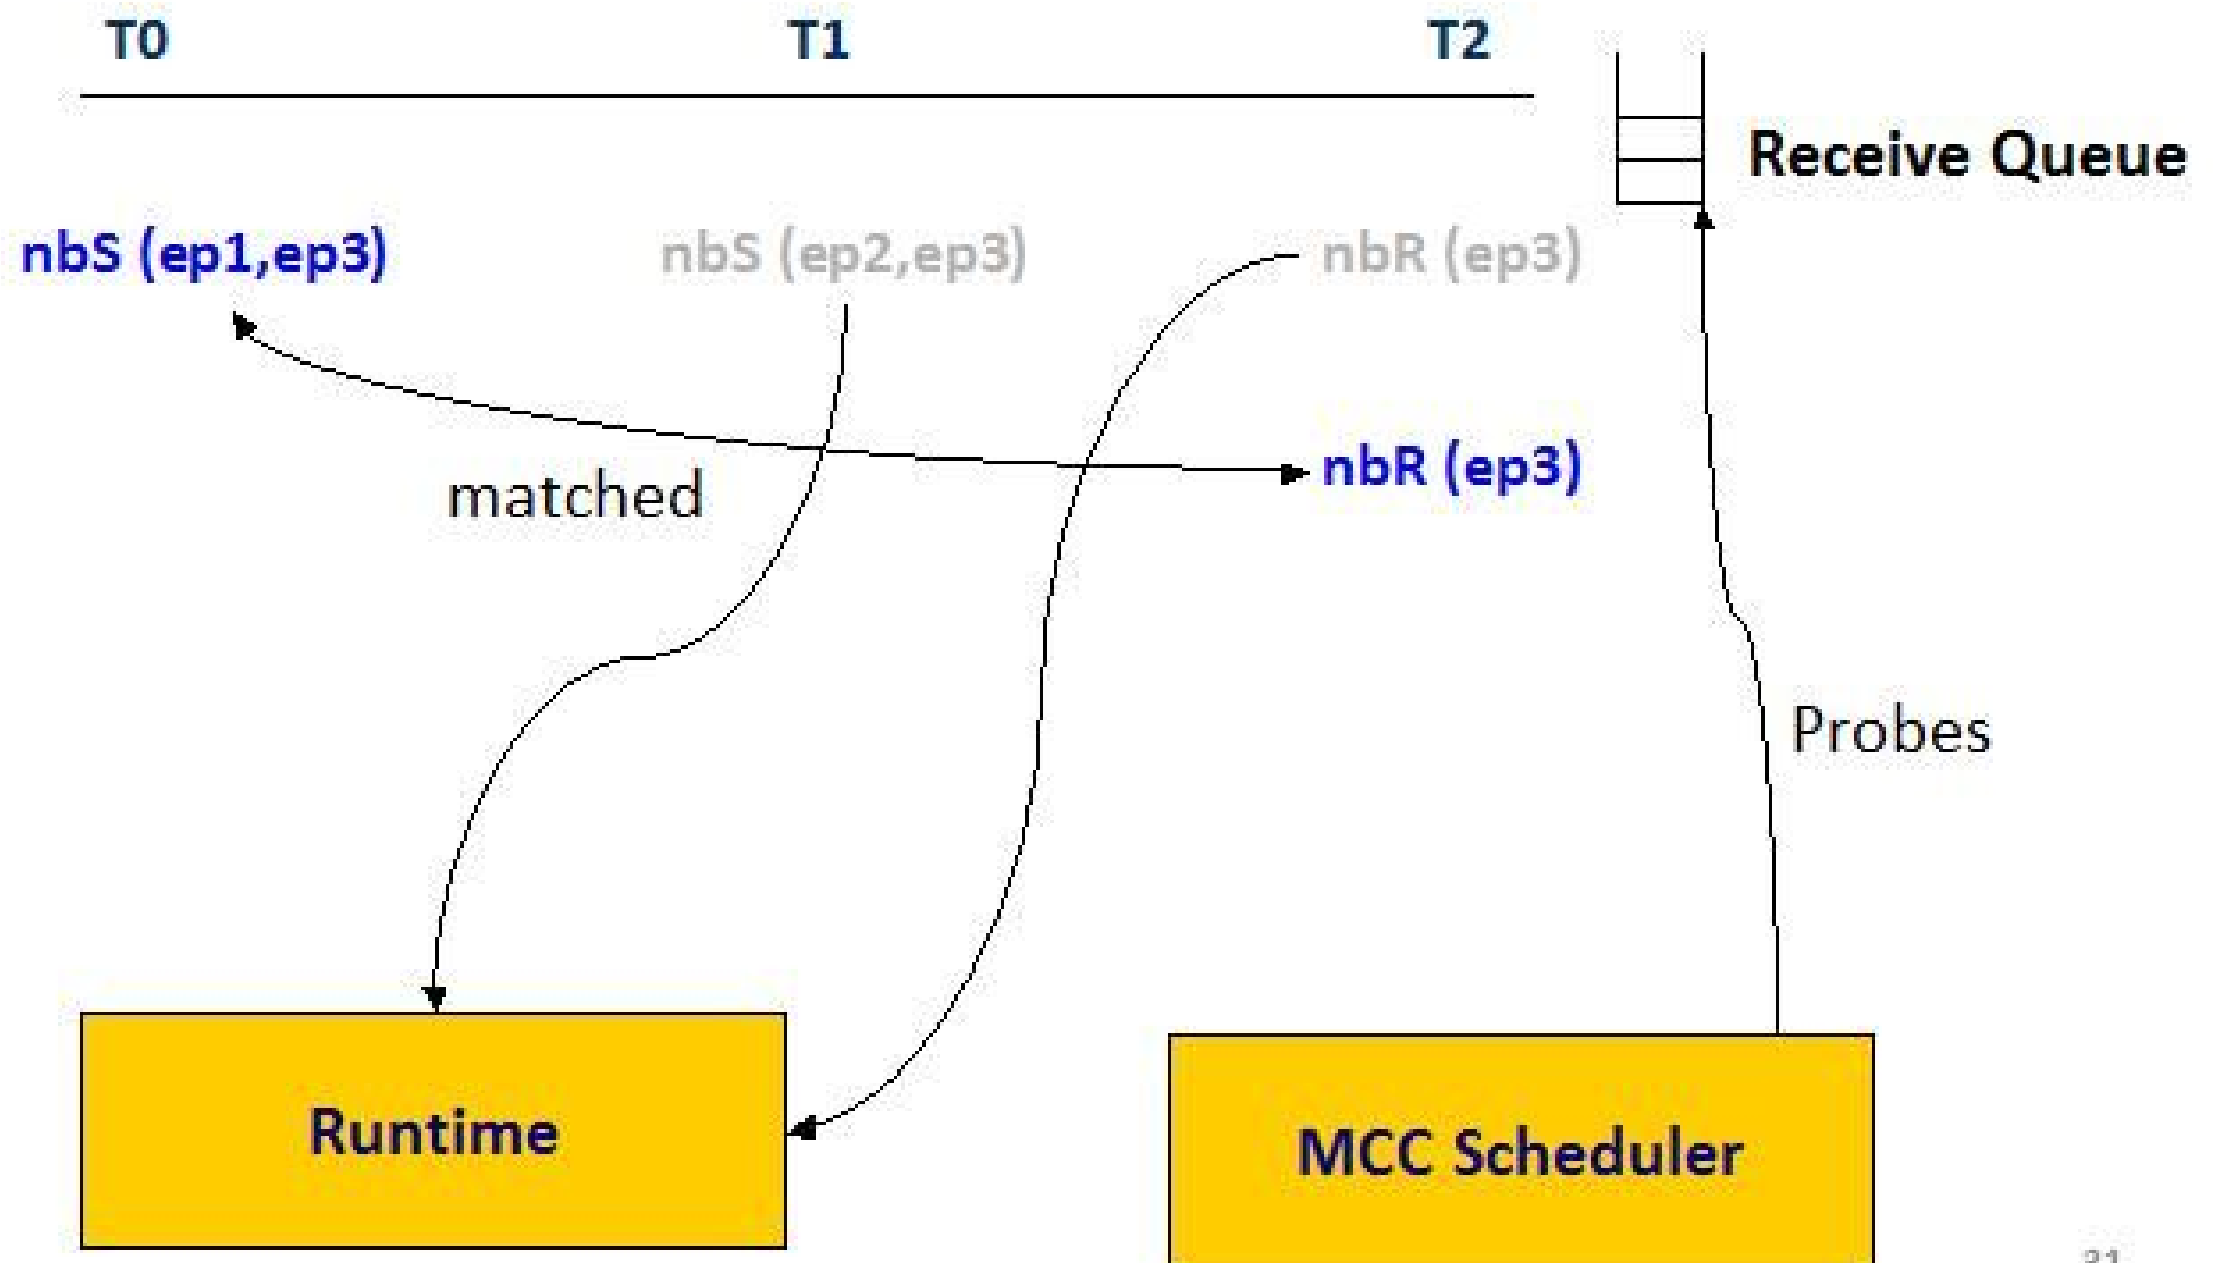 T0 T1 T2
Receive Queue
nbS (ep1,ep3) nbS (ep2,ep3) nbR (ep3)
nbR (ep3)
matched
Probes
Runtime
MCC Scheduler